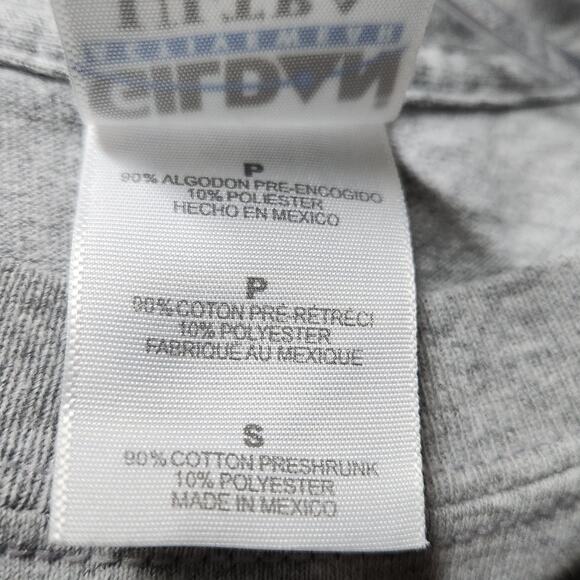 GILDAN
P
90% ALGODON PRE-ENCOGIDO
10% POLIESTER
HECHO EN MEXICO
P
90% COTON PRÉ-RÉTRÉCI
10% POLYESTER
FABRIQUÉ AU MEXIQUE
S
90% COTTON PRESHRUNK
10% POLYESTER
MADE IN MEXICO